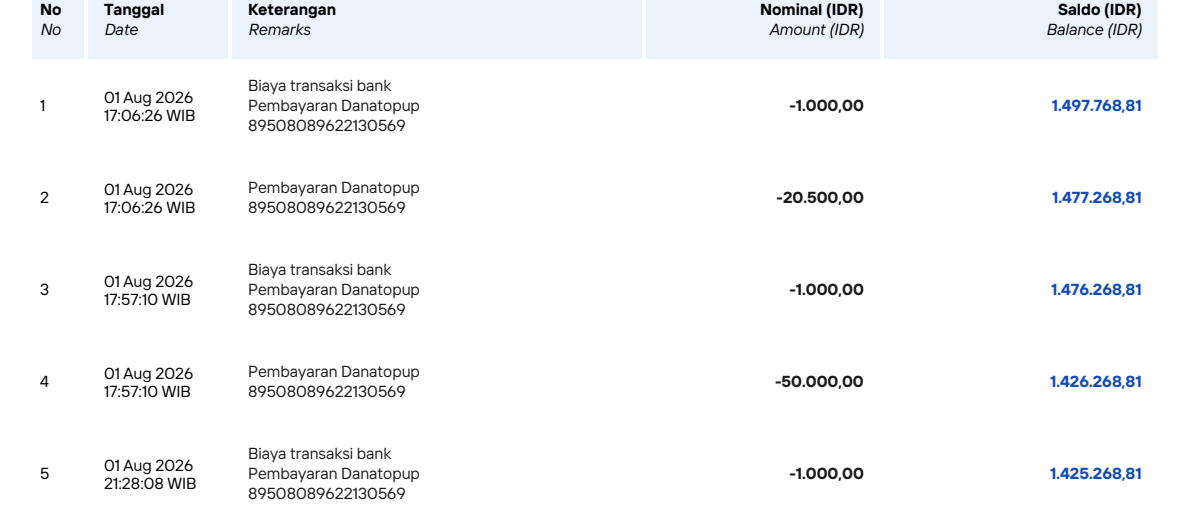 No Tanggal Keterangan Nominal (IDR) Saldo (IDR)
No Date Remarks Amount (IDR) Balance (IDR)
1 01 Aug 2026 17:06:26 WIB Biaya transaksi bank Pembayaran Danatopup 89508089622130569 -1.000,00 1.497.768,81
2 01 Aug 2026 17:06:26 WIB Pembayaran Danatopup 89508089622130569 -20.500,00 1.477.268,81
3 01 Aug 2026 17:57:10 WIB Biaya transaksi bank Pembayaran Danatopup 89508089622130569 -1.000,00 1.476.268,81
4 01 Aug 2026 17:57:10 WIB Pembayaran Danatopup 89508089622130569 -50.000,00 1.426.268,81
5 01 Aug 2026 21:28:08 WIB Biaya transaksi bank Pembayaran Danatopup 89508089622130569 -1.000,00 1.425.268,81